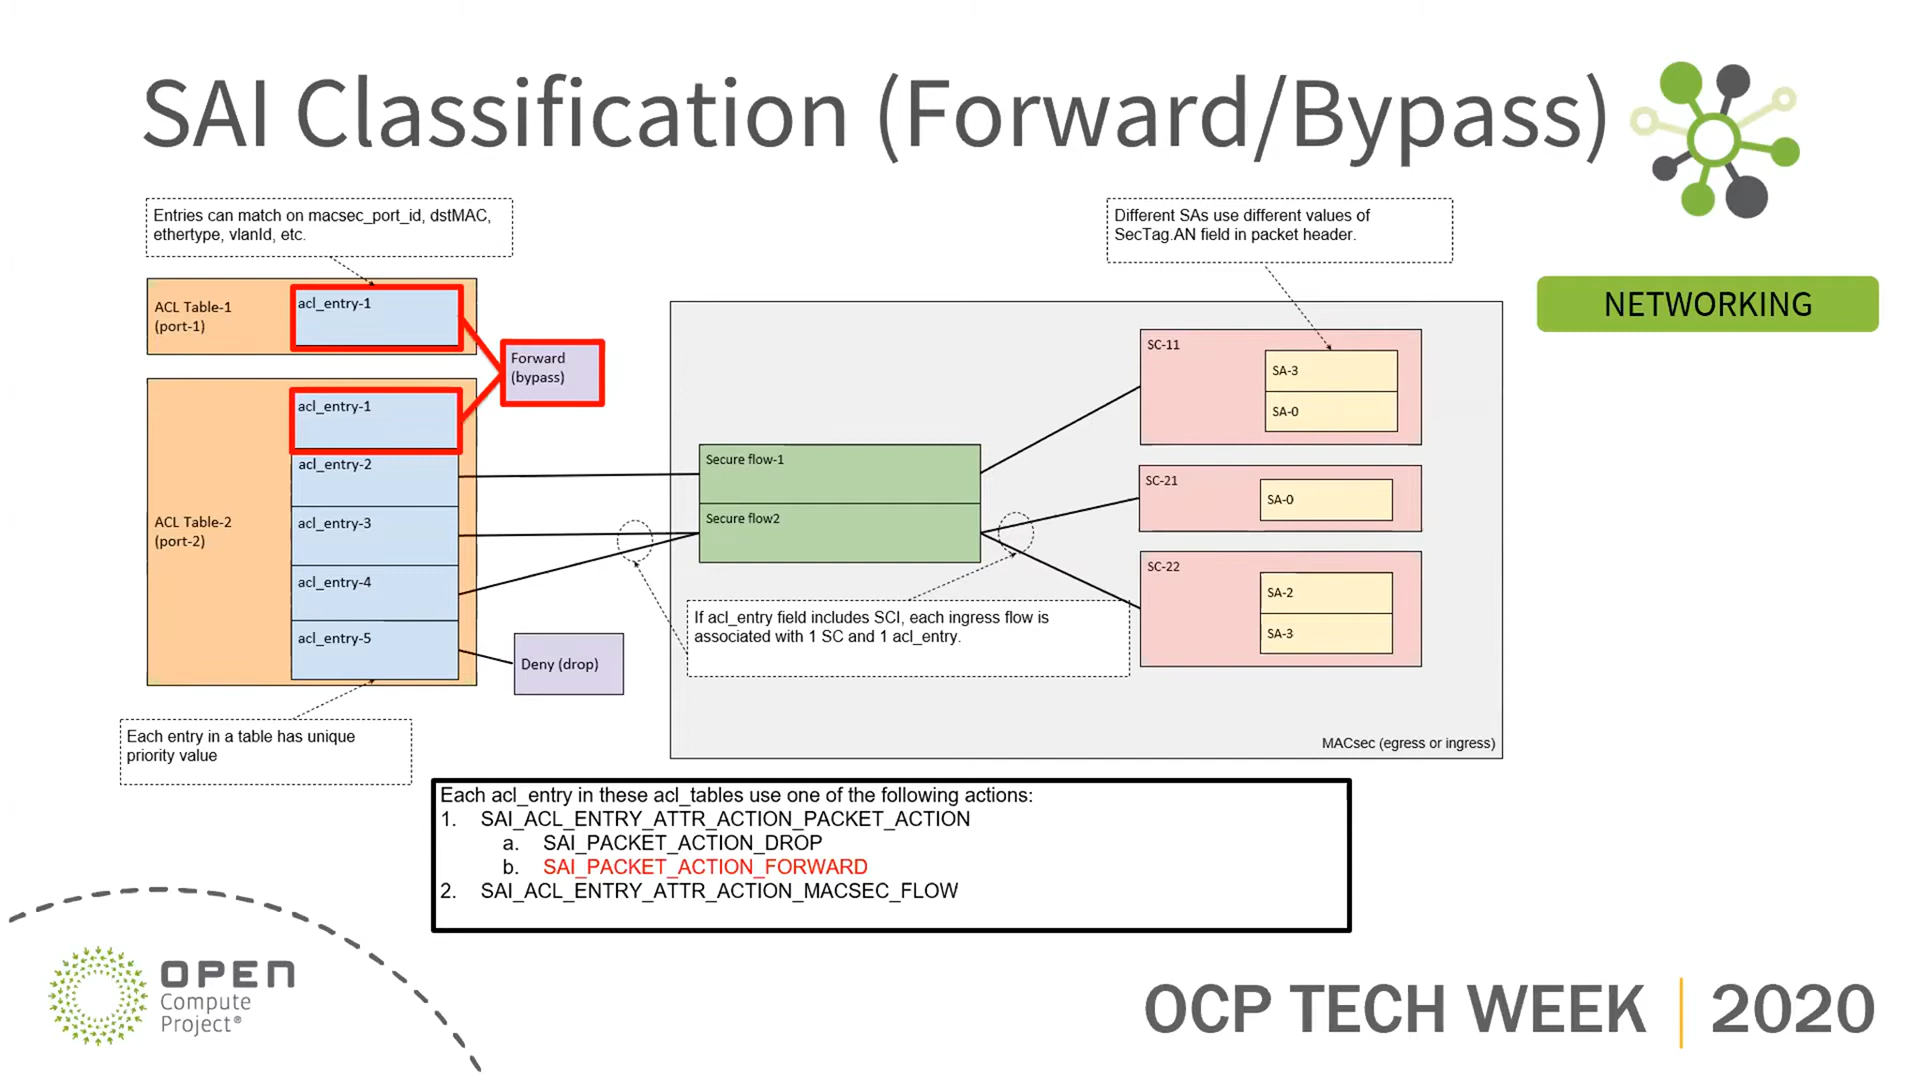 SAI Classification (Forward/Bypass)
Entries can match on macsec_port_id, dstMAC,
ethertype, vlanId, etc.
Different SAs use different values of
SecTag.AN field in packet header.
NETWORKING
ACL Table-1
(port-1)
acl_entry-1
Forward
(bypass)
ACL Table-2
(port-2)
acl_entry-1
acl_entry-2
acl_entry-3
acl_entry-4
acl_entry-5
Deny (drop)
Secure flow-1
Secure flow2
SC-11
SA-3
SA-0
SC-21
SA-0
SC-22
SA-2
SA-3
If acl_entry field includes SCI, each ingress flow is
associated with 1 SC and 1 acl_entry.
MACsec (egress or ingress)
Each entry in a table has unique
priority value
Each acl_entry in these acl_tables use one of the following actions:
1. SAI_ACL_ENTRY_ATTR_ACTION_PACKET_ACTION
a. SAI_PACKET_ACTION_DROP
b. SAI_PACKET_ACTION_FORWARD
2. SAI_ACL_ENTRY_ATTR_ACTION_MACSEC_FLOW
OPEN
Compute
Project®
OCP TECH WEEK | 2020